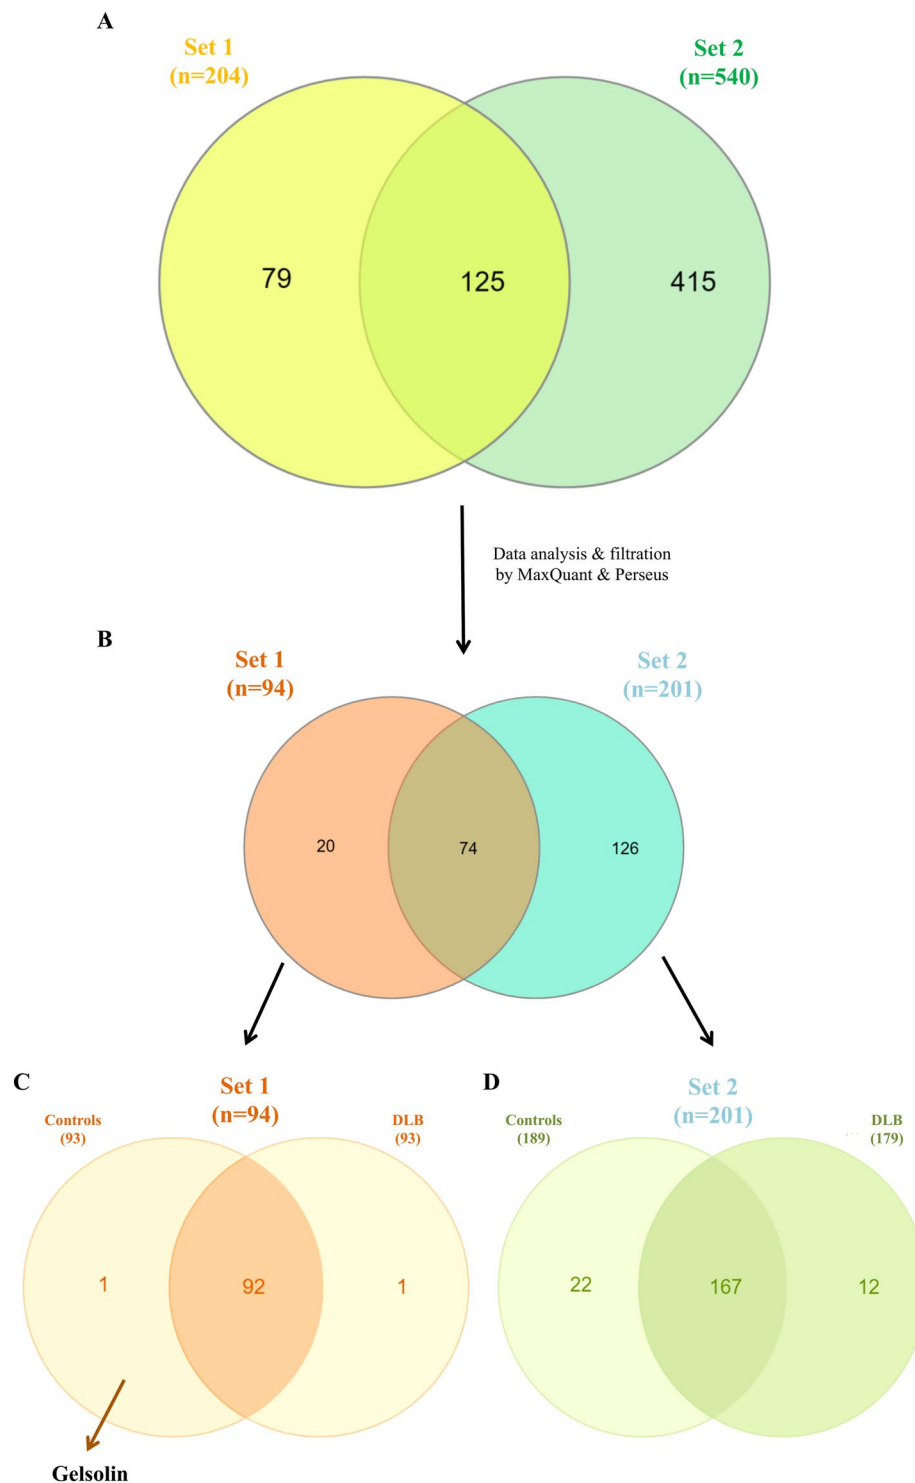 A
Set 1
(n=204)
Set 2
(n=540)
79
125
415
Data analysis & filtration
by MaxQuant & Perseus
B
Set 1
(n=94)
Set 2
(n=201)
20
74
126
C
Set 1
(n=94)
Controls
(93)
DLB
(93)
1
92
1
Gelsolin
D
Set 2
(n=201)
Controls
(189)
DLB
(179)
22
167
12